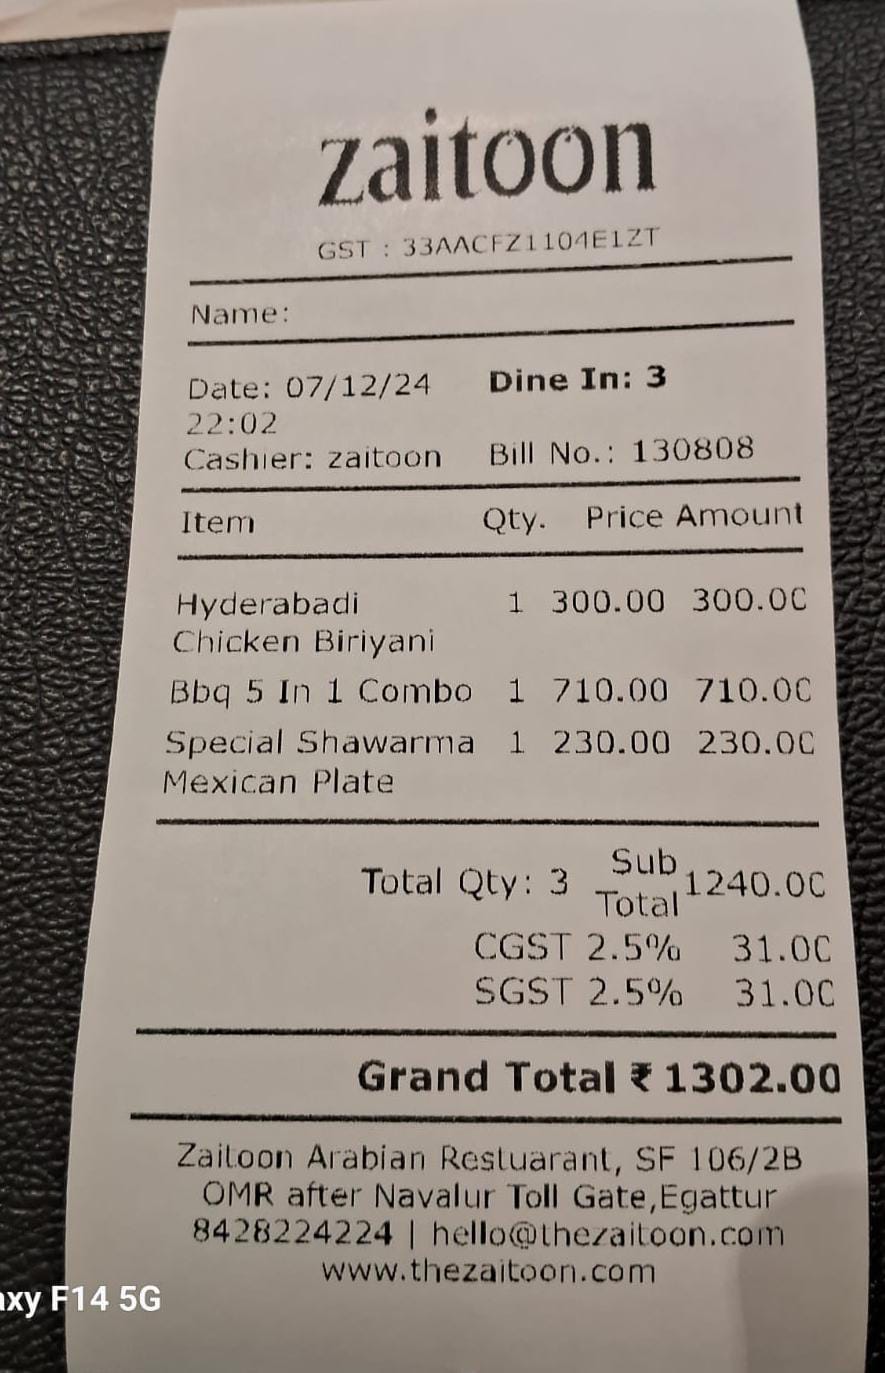 zaitoon
GST : 33AACFZ1104E1ZT
Name:
Date: 07/12/24 Dine In: 3
22:02
Cashier: zaitoon Bill No.: 130808
Item Qty. Price Amount
Hyderabadi 1 300.00 300.00
Chicken Biriyani
Bbq 5 In 1 Combo 1 710.00 710.00
Special Shawarma 1 230.00 230.00
Mexican Plate
Total Qty: 3 Sub Total 1240.00
CGST 2.5% 31.00
SGST 2.5% 31.00
Grand Total ₹ 1302.00
Zaitoon Arabian Restuarant, SF 106/2B
OMR after Navalur Toll Gate,Egattur
8428224224 | hello@thezaitoon.com
www.thezaitoon.com
axy F14 5G